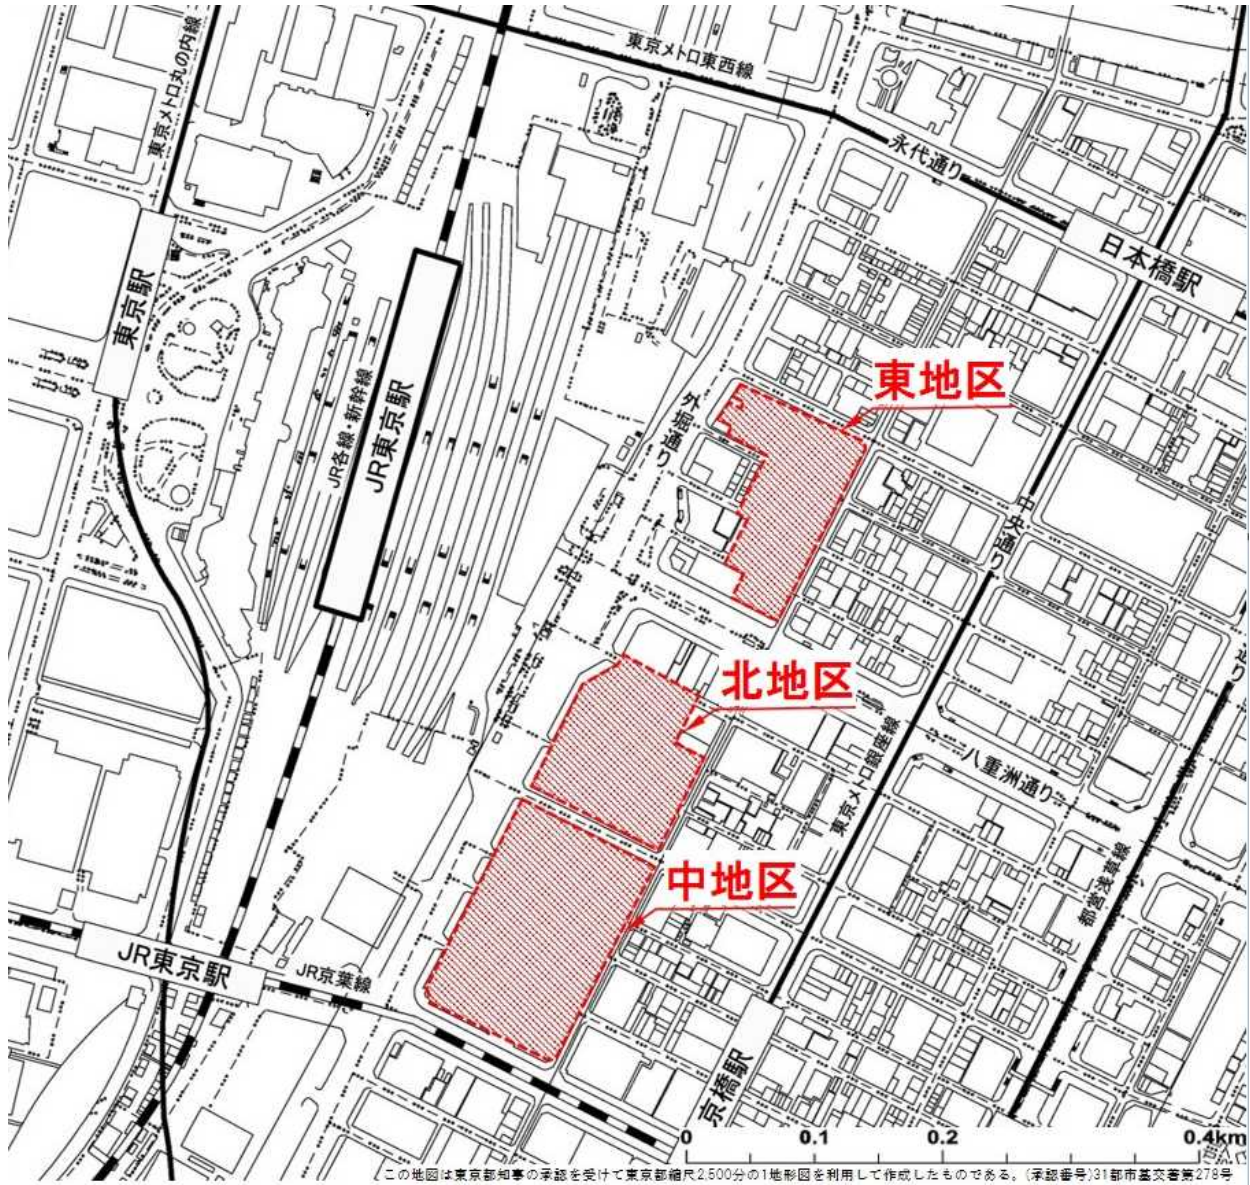 東京メトロ丸の内線
東京メトロ東西線
永代通り
日本橋駅
東京駅
JR各線・新幹線
JR東京駅
外堀通り
東地区
中央通り
北地区
東京メトロ銀座線
八重洲通り
都営浅草線
中地区
JR東京駅
JR京葉線
京橋駅
0 0.1 0.2 0.4km
この地図は東京都知事の承認を受けて東京都縮尺2,500分の1地形図を利用して作成したものである。(承認番号)31都市基交著第278号